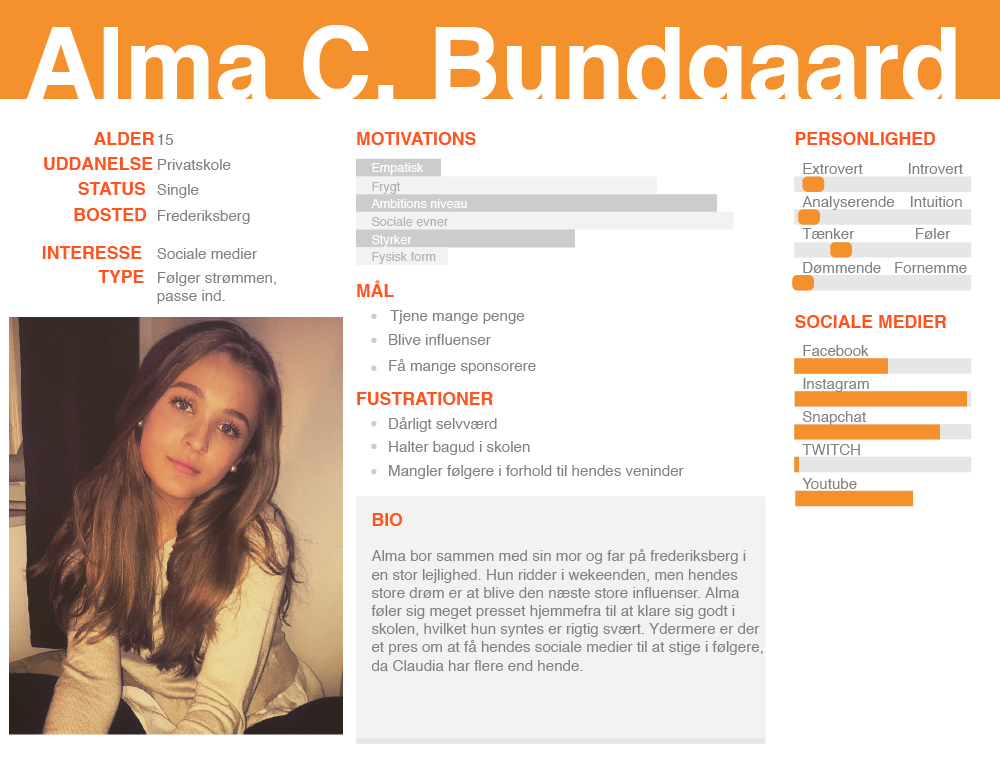 Alma C. Bundgaard
ALDER 15
UDDANELSE Privatskole
STATUS Single
BOSTED Frederiksberg
INTERESSE Sociale medier
TYPE Følger strømmen,
passe ind.
MOTIVATIONS
Empatisk
Frygt
Ambitions niveau
Sociale evner
Styrker
Fysisk form
MÅL
Tjene mange penge
Blive influenser
Få mange sponsorere
FUSTRATIONER
Dårligt selvværd
Halter bagud i skolen
Mangler følgere i forhold til hendes veninder
BIO
Alma bor sammen med sin mor og far på frederiksberg i
en stor lejlighed. Hun ridder i wekeenden, men hendes
store drøm er at blive den næste store influenser. Alma
føler sig meget presset hjemmefra til at klare sig godt i
skolen, hvilket hun syntes er rigtig svært. Ydermere er der
et pres om at få hendes sociale medier til at stige i følgere,
da Claudia har flere end hende.
PERSONLIGHED
Extrovert Introvert
Analyserende Intuition
Tænker Føler
Dømmende Fornemme
SOCIALE MEDIER
Facebook
Instagram
Snapchat
TWITCH
Youtube